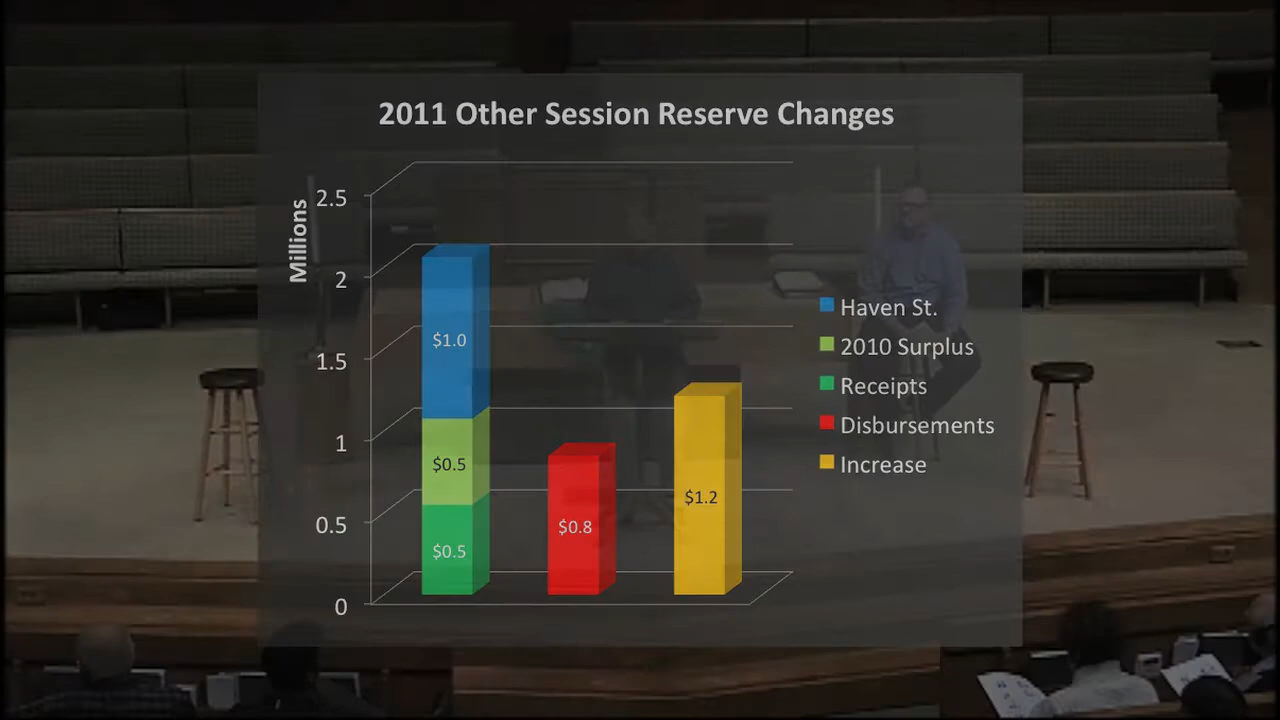 2011 Other Session Reserve Changes
Millions
2.5
2
1.5
1
0.5
0
$1.0
$0.5
$0.5
$0.8
$1.2
Haven St.
2010 Surplus
Receipts
Disbursements
Increase